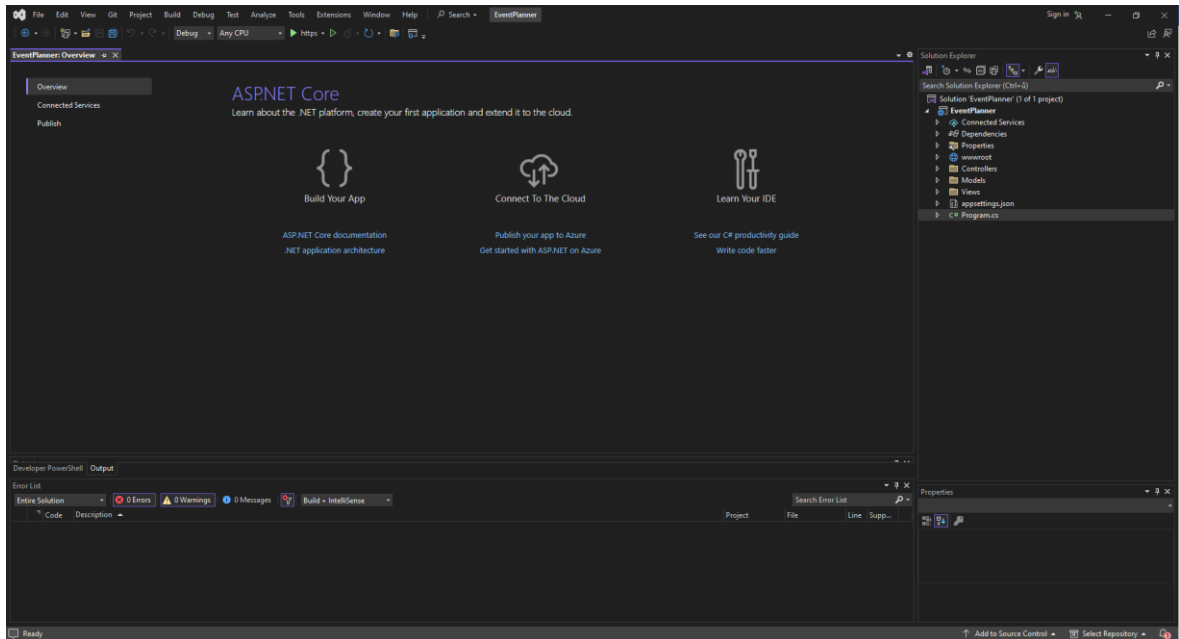 File Edit View Git Project Build Debug Test Analyze Tools Extensions Window Help Search EventPlanner Sign in
Debug Any CPU https
EventPlanner: Overview
Overview
Connected Services
Publish
ASP.NET Core
Learn about the .NET platform, create your first application and extend it to the cloud.
Build Your App
Connect To The Cloud
Learn Your IDE
ASP.NET Core documentation
.NET application architecture
Publish your app to Azure
Get started with ASP.NET on Azure
See our C# productivity guide
Write code faster
Solution Explorer
Search Solution Explorer (Ctrl+ů)
Solution 'EventPlanner' (1 of 1 project)
EventPlanner
Connected Services
Dependencies
Properties
wwwroot
Controllers
Models
Views
appsettings.json
C# Program.cs
Developer PowerShell Output
Error List
Entire Solution 0 Errors 0 Warnings 0 Messages Build + IntelliSense Search Error List
Code Description Project File Line Supp...
Properties
Ready Add to Source Control Select Repository